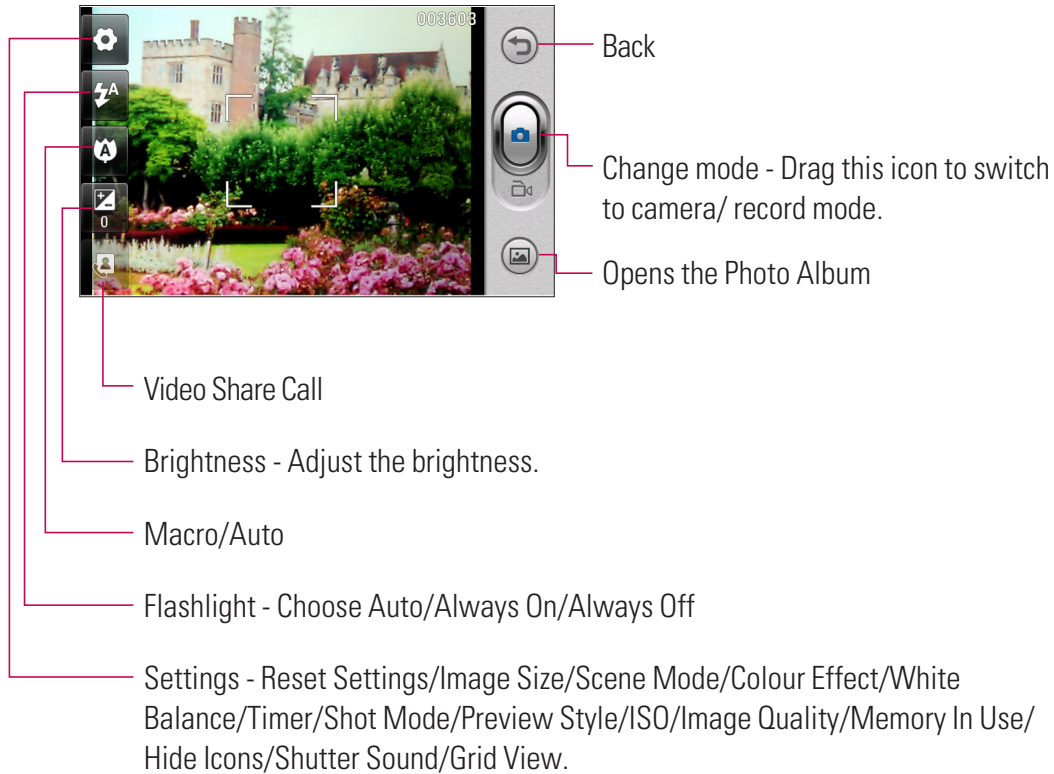 003603
A
A
0
Back
Change mode - Drag this icon to switch
to camera/ record mode.
Opens the Photo Album
Video Share Call
Brightness - Adjust the brightness.
Macro/Auto
Flashlight - Choose Auto/Always On/Always Off
Settings - Reset Settings/Image Size/Scene Mode/Colour Effect/White
Balance/Timer/Shot Mode/Preview Style/ISO/Image Quality/Memory In Use/
Hide Icons/Shutter Sound/Grid View.